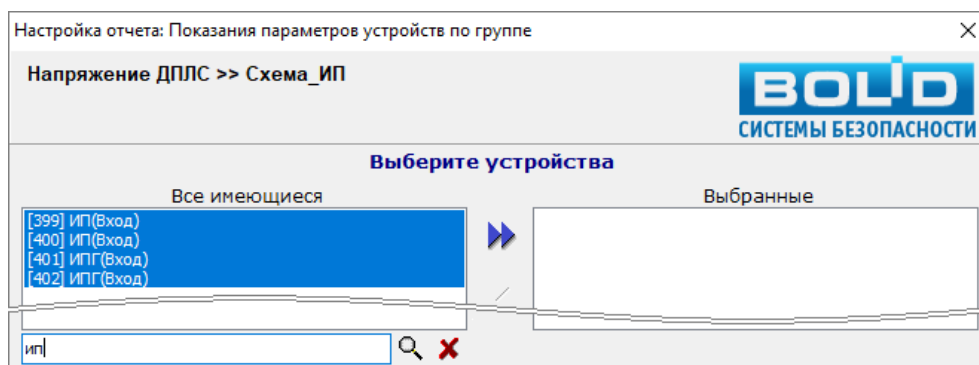 Настройка отчета: Показания параметров устройств по группе
Напряжение ДПЛС >> Схема_ИП
BOLID
СИСТЕМЫ БЕЗОПАСНОСТИ
Выберите устройства
Все имеющиеся
Выбранные
[399] ИП(Вход)
[400] ИП(Вход)
[401] ИПГ(Вход)
[402] ИПГ(Вход)
ип